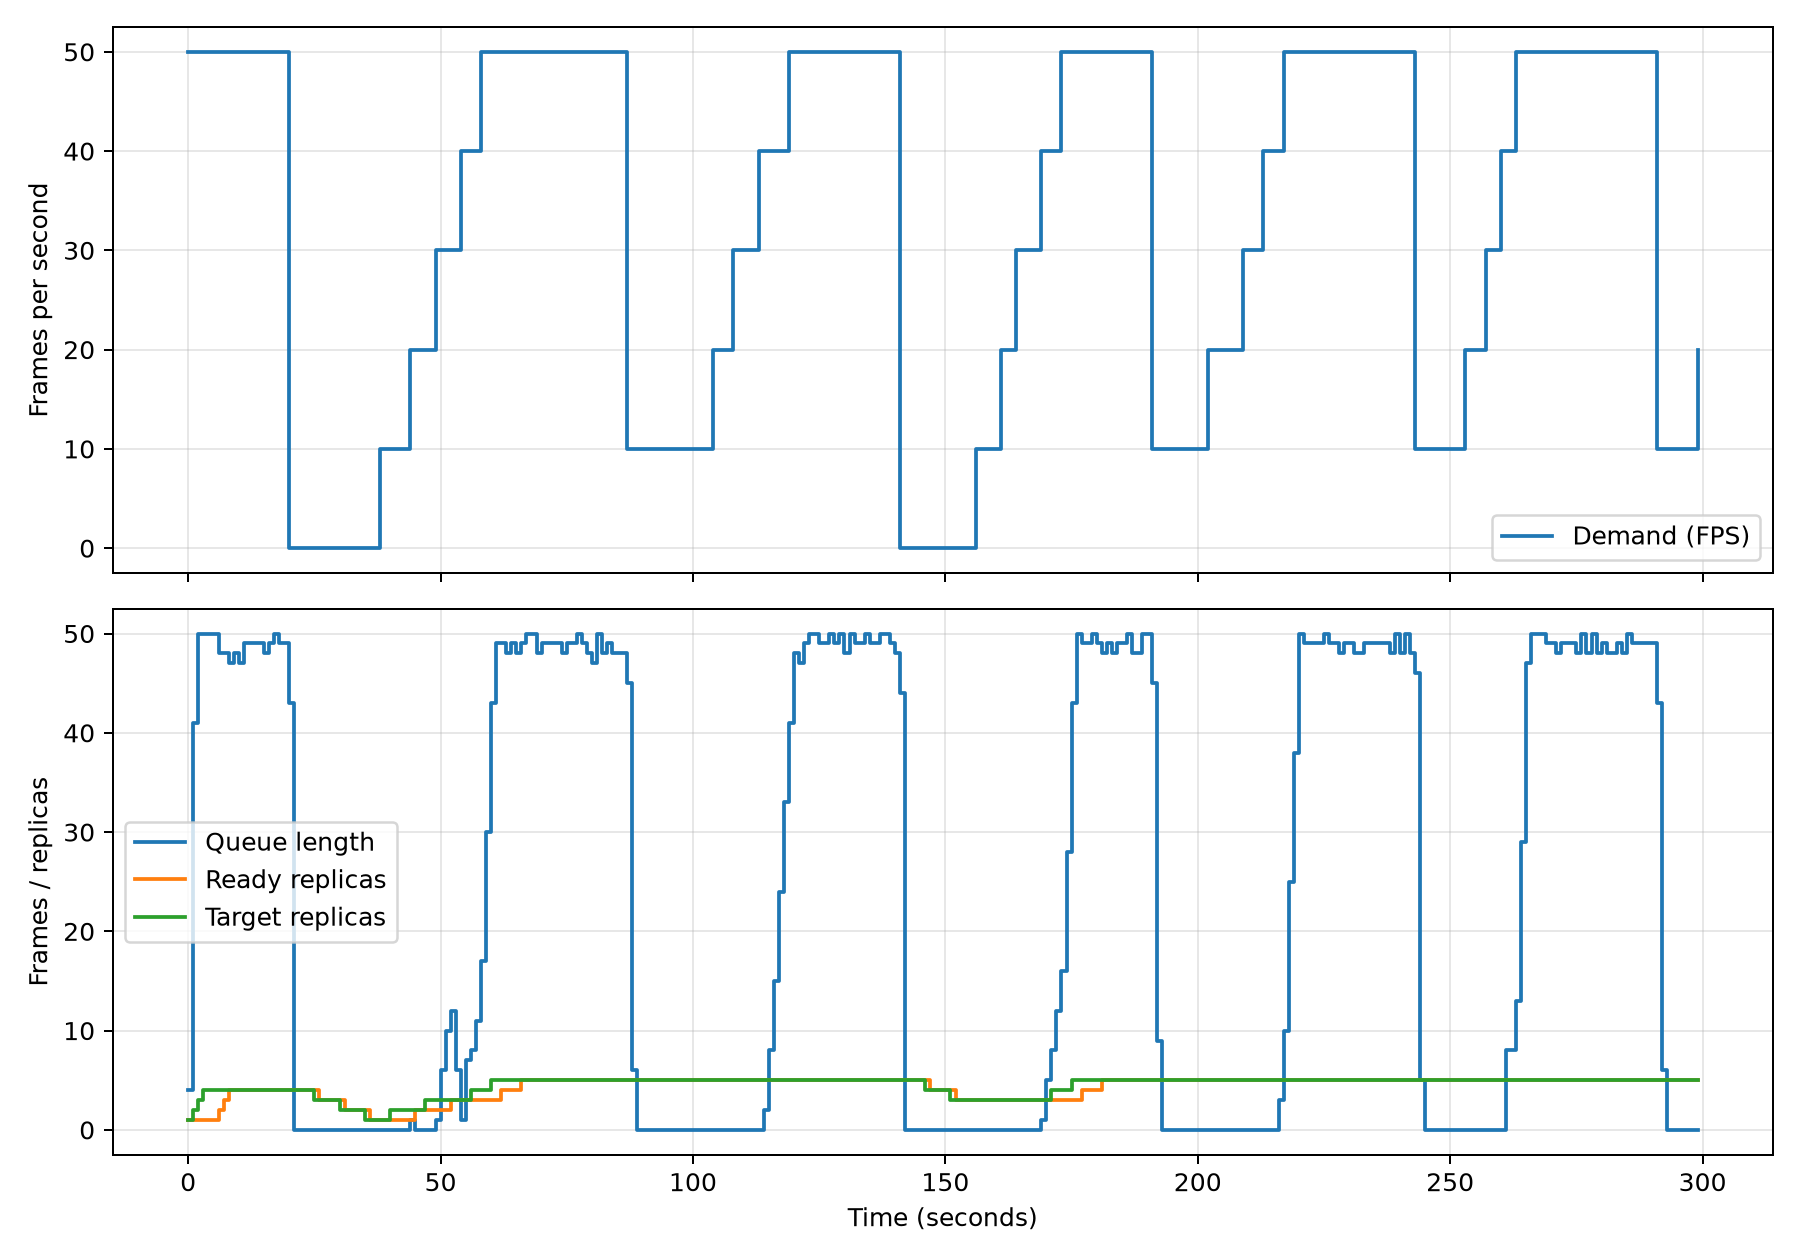 50
40
30
20
10
0
Frames per second
Demand (FPS)
50
40
30
20
10
0
Frames / replicas
Queue length
Ready replicas
Target replicas
0 50 100 150 200 250 300
Time (seconds)